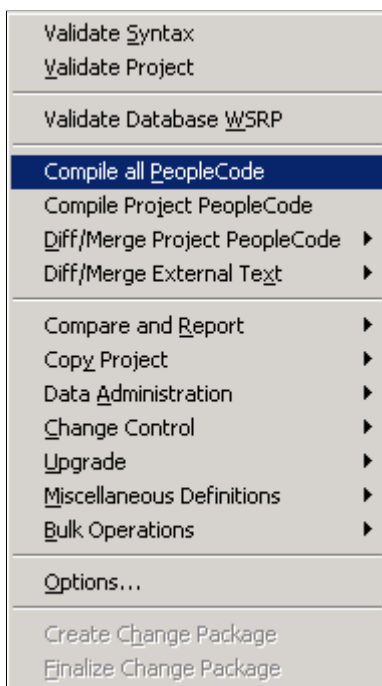 Validate Syntax
Validate Project
Validate Database WSRP
Compile all PeopleCode
Compile Project PeopleCode
Diff/Merge Project PeopleCode
Diff/Merge External Text
Compare and Report
Copy Project
Data Administration
Change Control
Upgrade
Miscellaneous Definitions
Bulk Operations
Options...
Create Change Package
Finalize Change Package